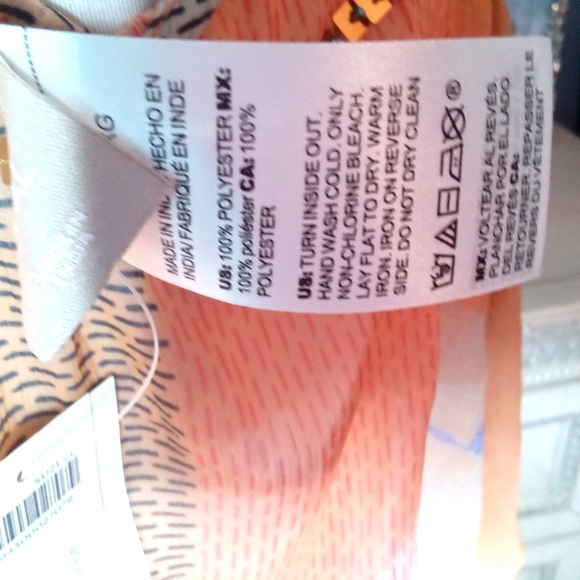 MADE IN IND HECHO EN
INDIA/ FABRIQUÉ EN INDE
US: 100% POLYESTER MX:
100% poliéster CA: 100%
POLYESTER
US: TURN INSIDE OUT.
HAND WASH COLD. ONLY
NON-CHLORINE BLEACH.
LAY FLAT TO DRY. WARM
IRON. IRON ON REVERSE
SIDE. DO NOT DRY CLEAN
®
MX: VOLTEAR AL REVÉS.
PLANCHAR POR EL LADO
DEL REVÉS CA:
RETOURNER. REPASSER LE
REVERS DU VÊTEMENT